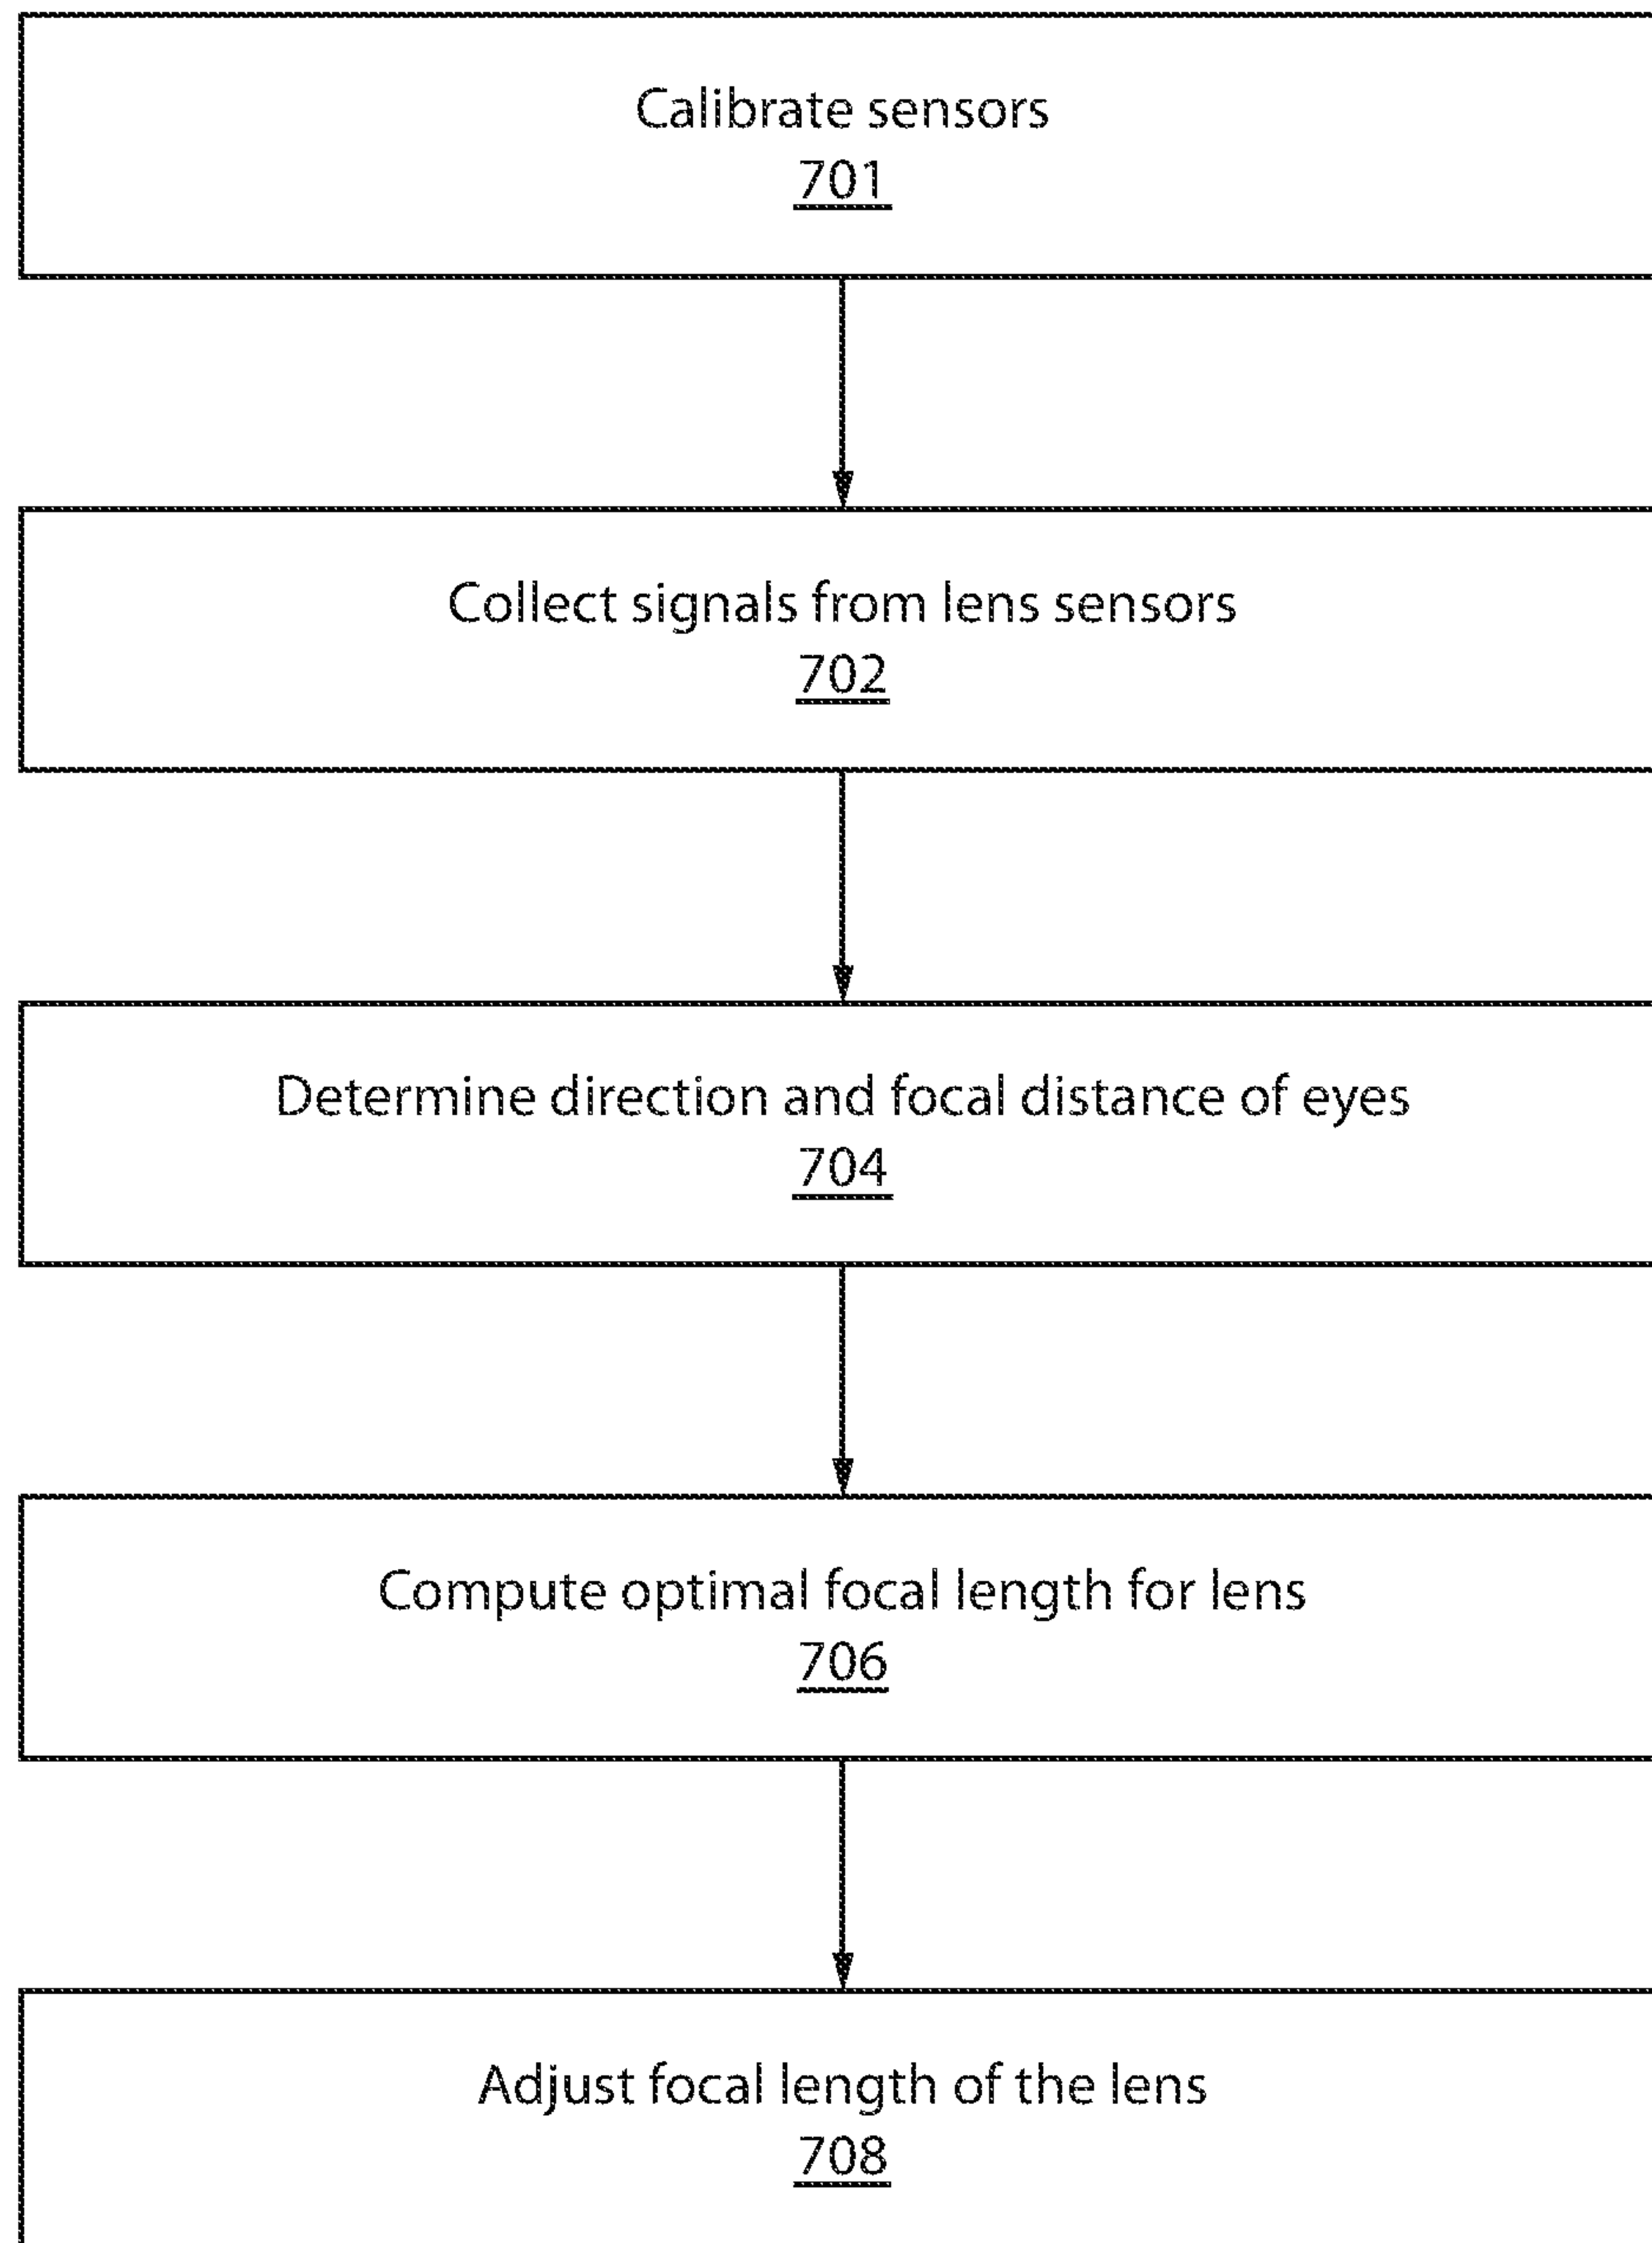 Calibrate sensors
701
Collect signals from lens sensors
702
Determine direction and focal distance of eyes
704
Compute optimal focal length for lens
706
Adjust focal length of the lens
708